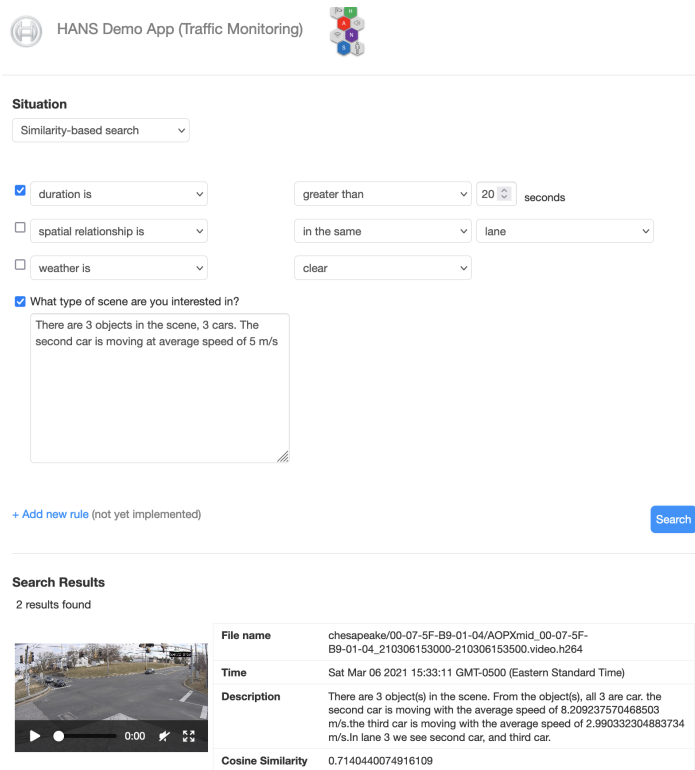 HANS Demo App (Traffic Monitoring)
H
A
N
S
Situation
Similarity-based search
duration is
greater than
20
seconds
spatial relationship is
in the same
lane
weather is
clear
What type of scene are you interested in?
There are 3 objects in the scene, 3 cars. The
second car is moving at average speed of 5 m/s
+ Add new rule (not yet implemented)
Search
Search Results
2 results found
0:00
File name
chesapeake/00-07-5F-B9-01-04/AOPXmid_00-07-5F-
B9-01-04_210306153000-210306153500.video.h264
Time
Sat Mar 06 2021 15:33:11 GMT-0500 (Eastern Standard Time)
Description
There are 3 object(s) in the scene. From the object(s), all 3 are car. the
second car is moving with the average speed of 8.209237570468503
m/s.the third car is moving with the average speed of 2.990332304883734
m/s.In lane 3 we see second car, and third car.
Cosine Similarity
0.7140440074916109